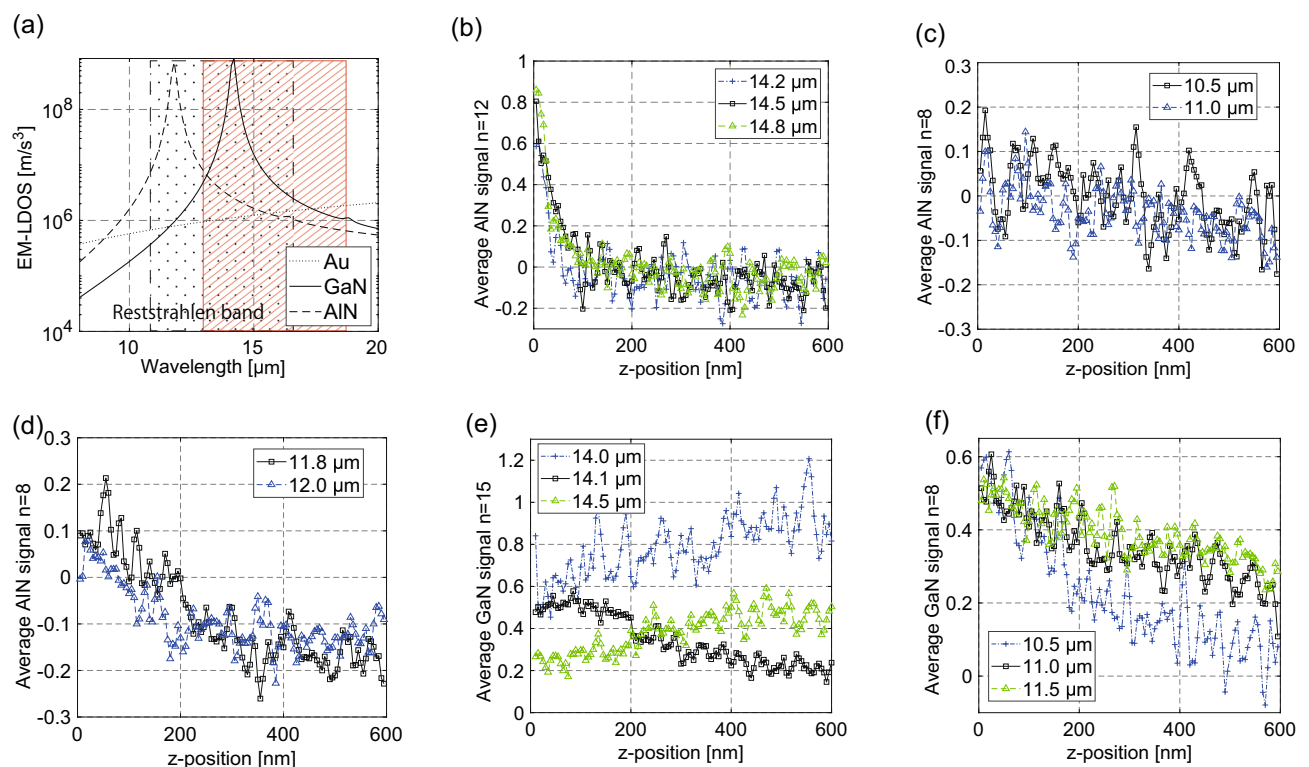 (a)
EM-LDOS [m/s³]
10⁸
10⁶
10⁴
10
15
20
Wavelength [µm]
Reststrahlen band
Au
GaN
AlN
(b)
Average AlN signal n=12
1
0.8
0.6
0.4
0.2
0
-0.2
0
200
400
600
z-position [nm]
14.2 µm
14.5 µm
14.8 µm
(c)
Average AlN signal n=8
0.3
0.2
0.1
0
-0.1
-0.3
0
200
400
600
z-position [nm]
10.5 µm
11.0 µm
(d)
Average AlN signal n=8
0.3
0.2
0.1
0
-0.1
-0.2
-0.3
0
200
400
600
z-position [nm]
11.8 µm
12.0 µm
(e)
Average GaN signal n=15
1.2
1
0.8
0.6
0.4
0.2
0
0
200
400
600
z-position [nm]
14.0 µm
14.1 µm
14.5 µm
(f)
Average GaN signal n=8
0.6
0.4
0.2
0
0
200
400
600
z-position [nm]
10.5 µm
11.0 µm
11.5 µm